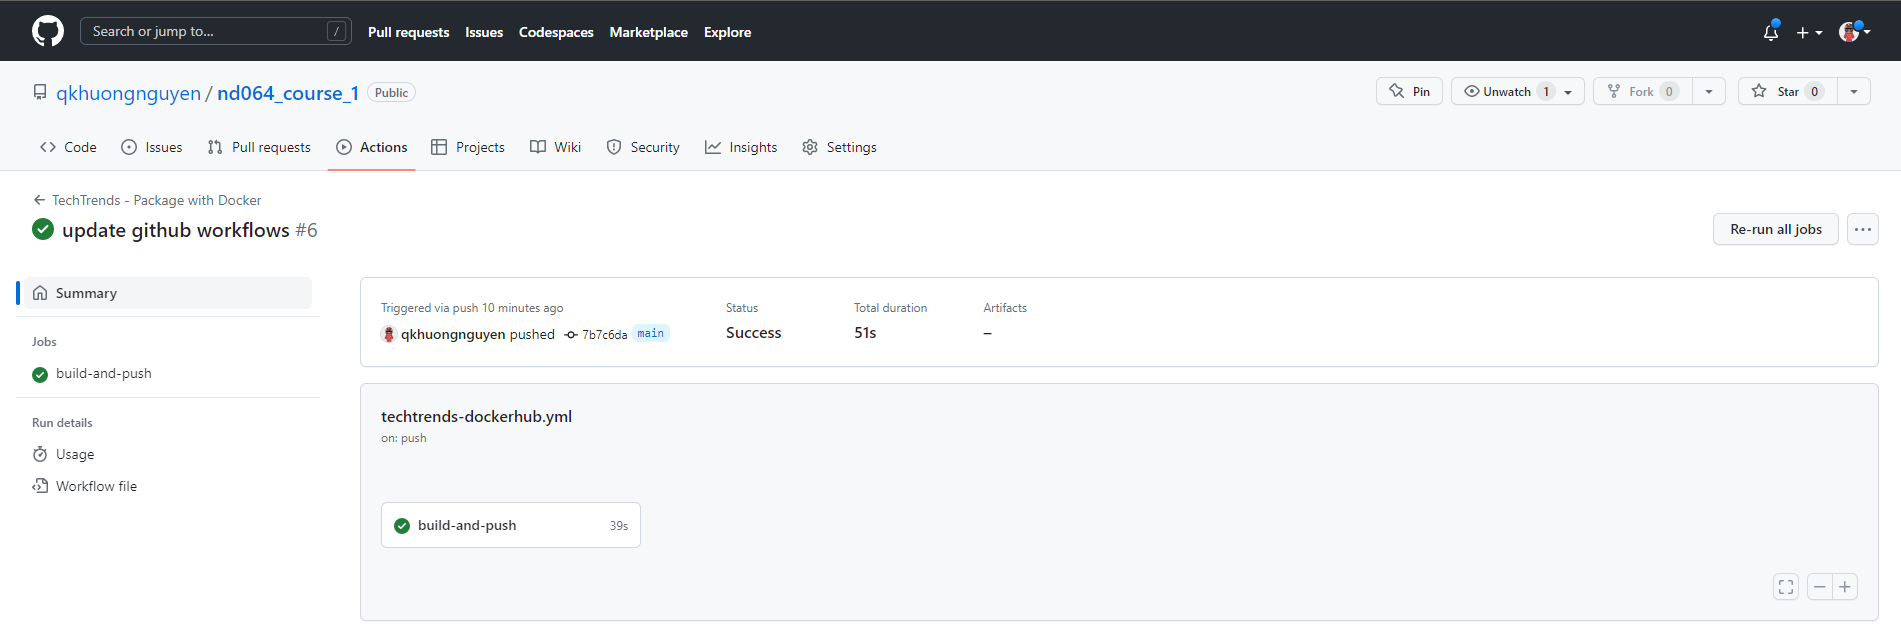 Search or jump to... / Pull requests Issues Codespaces Marketplace Explore
qkhuongnguyen / nd064_course_1 Public Pin Unwatch 1 Fork 0 Star 0
Code Issues Pull requests Actions Projects Wiki Security Insights Settings
TechTrends - Package with Docker
update github workflows #6
Re-run all jobs
Summary
Jobs
build-and-push
Run details
Usage
Workflow file
Triggered via push 10 minutes ago
qkhuongnguyen pushed 7b7c6da main
Status
Success
Total duration
51s
Artifacts
–
techtrends-dockerhub.yml
on: push
build-and-push 39s